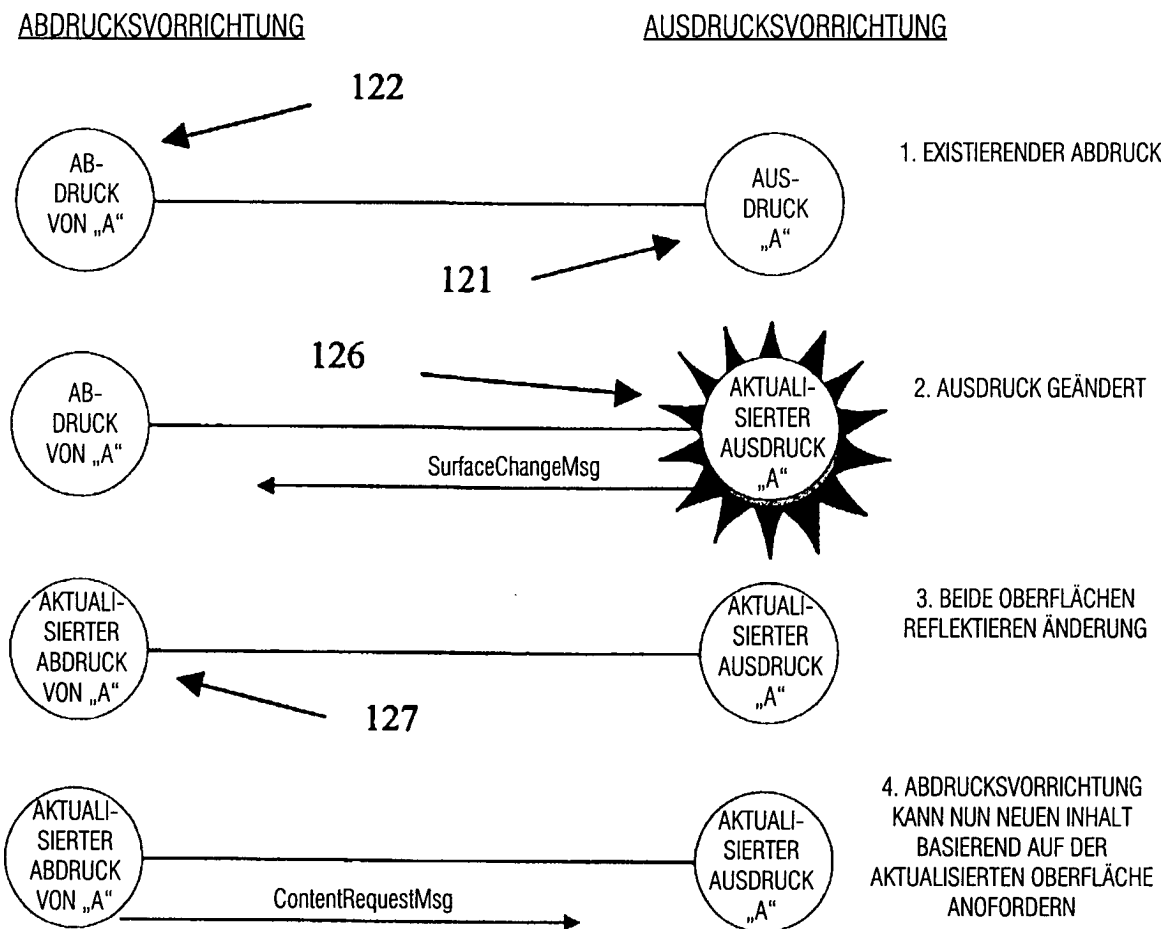 ABDRUCKSVORRICHTUNG
AUSDRUCKSVORRICHTUNG
122
AB-
DRUCK
VON „A“
AUS-
DRUCK
„A“
1. EXISTIERENDER ABDRUCK
121
126
AB-
DRUCK
VON „A“
AKTUALI-
SIERTER
AUSDRUCK
„A“
2. AUSDRUCK GEÄNDERT
SurfaceChangeMsg
AKTUALI-
SIERTER
ABDRUCK
VON „A“
AKTUALI-
SIERTER
AUSDRUCK
„A“
3. BEIDE OBERFLÄCHEN
REFLEKTIEREN ÄNDERUNG
127
AKTUALI-
SIERTER
ABDRUCK
VON „A“
AKTUALI-
SIERTER
AUSDRUCK
„A“
4. ABDRUCKSVORRICHTUNG
KANN NUN NEUEN INHALT
BASIEREND AUF DER
AKTUALISIERTEN OBERFLÄCHE
ANOFORDERN
ContentRequestMsg